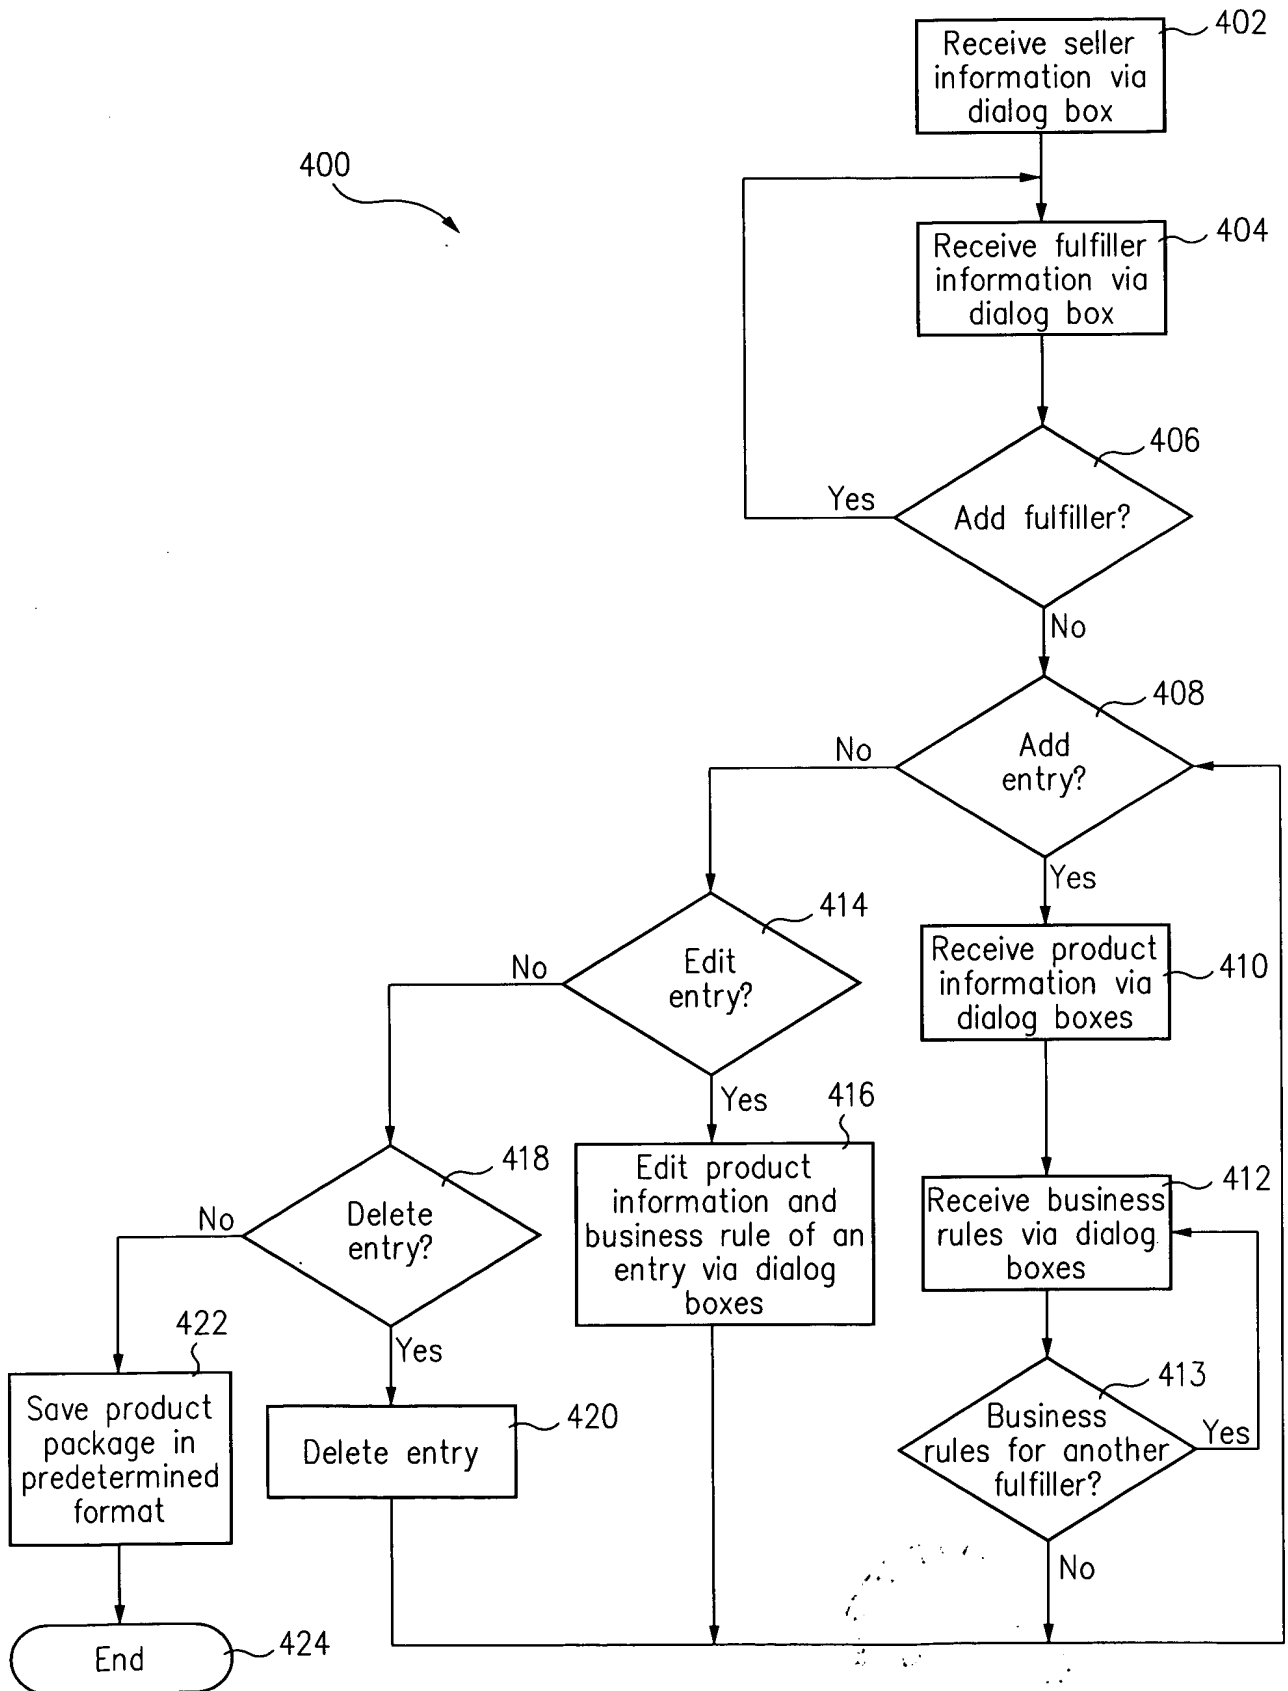 402
Receive seller
information via
dialog box
400
404
Receive fulfiller
information via
dialog box
406
Yes
Add fulfiller?
No
408
No
Add
entry?
Yes
414
No
Edit
entry?
Receive product
information via
dialog boxes
410
Yes
416
418
Edit product
information and
business rule of an
entry via dialog
boxes
412
Receive business
rules via dialog
boxes
No
Delete
entry?
422
Yes
413
Save product
package in
predetermined
format
420
Delete entry
Business
rules for another
fulfiller?
Yes
No
End
424